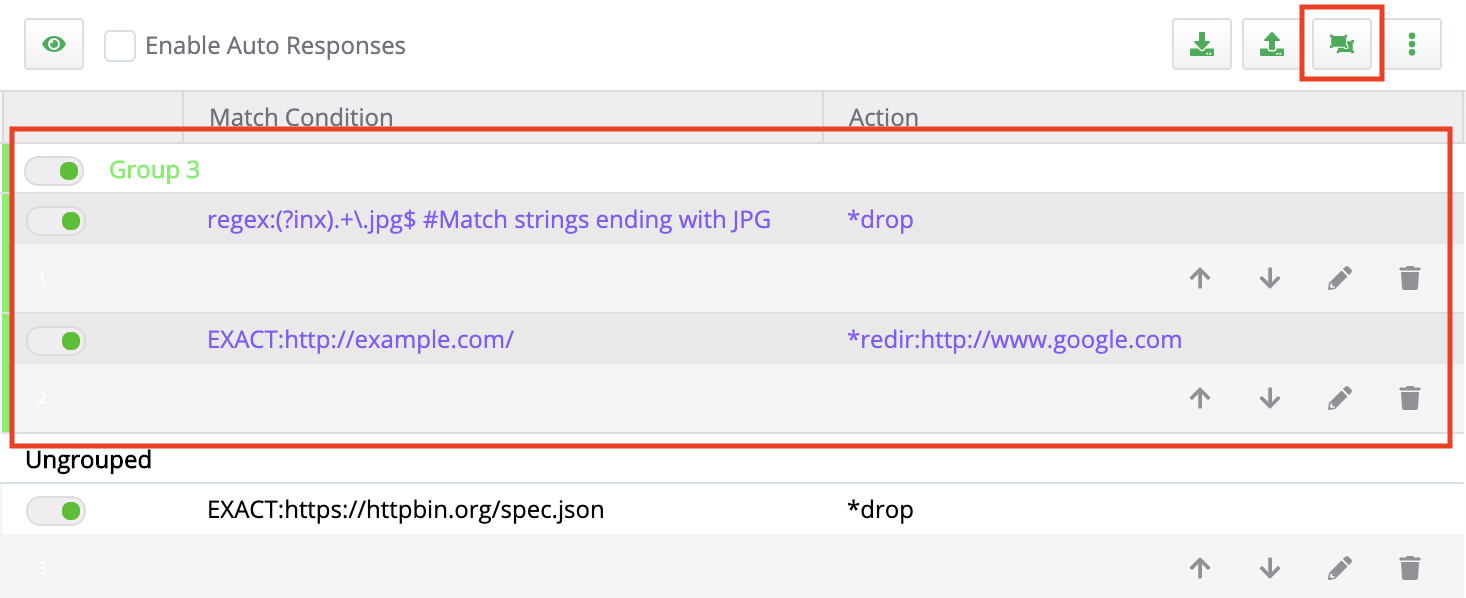 Enable Auto Responses
Match Condition Action
Group 3
regex:(?inx).+\.jpg$ #Match strings ending with JPG *drop
1
EXACT:http://example.com/ *redir:http://www.google.com
2
Ungrouped
EXACT:https://httpbin.org/spec.json *drop
3